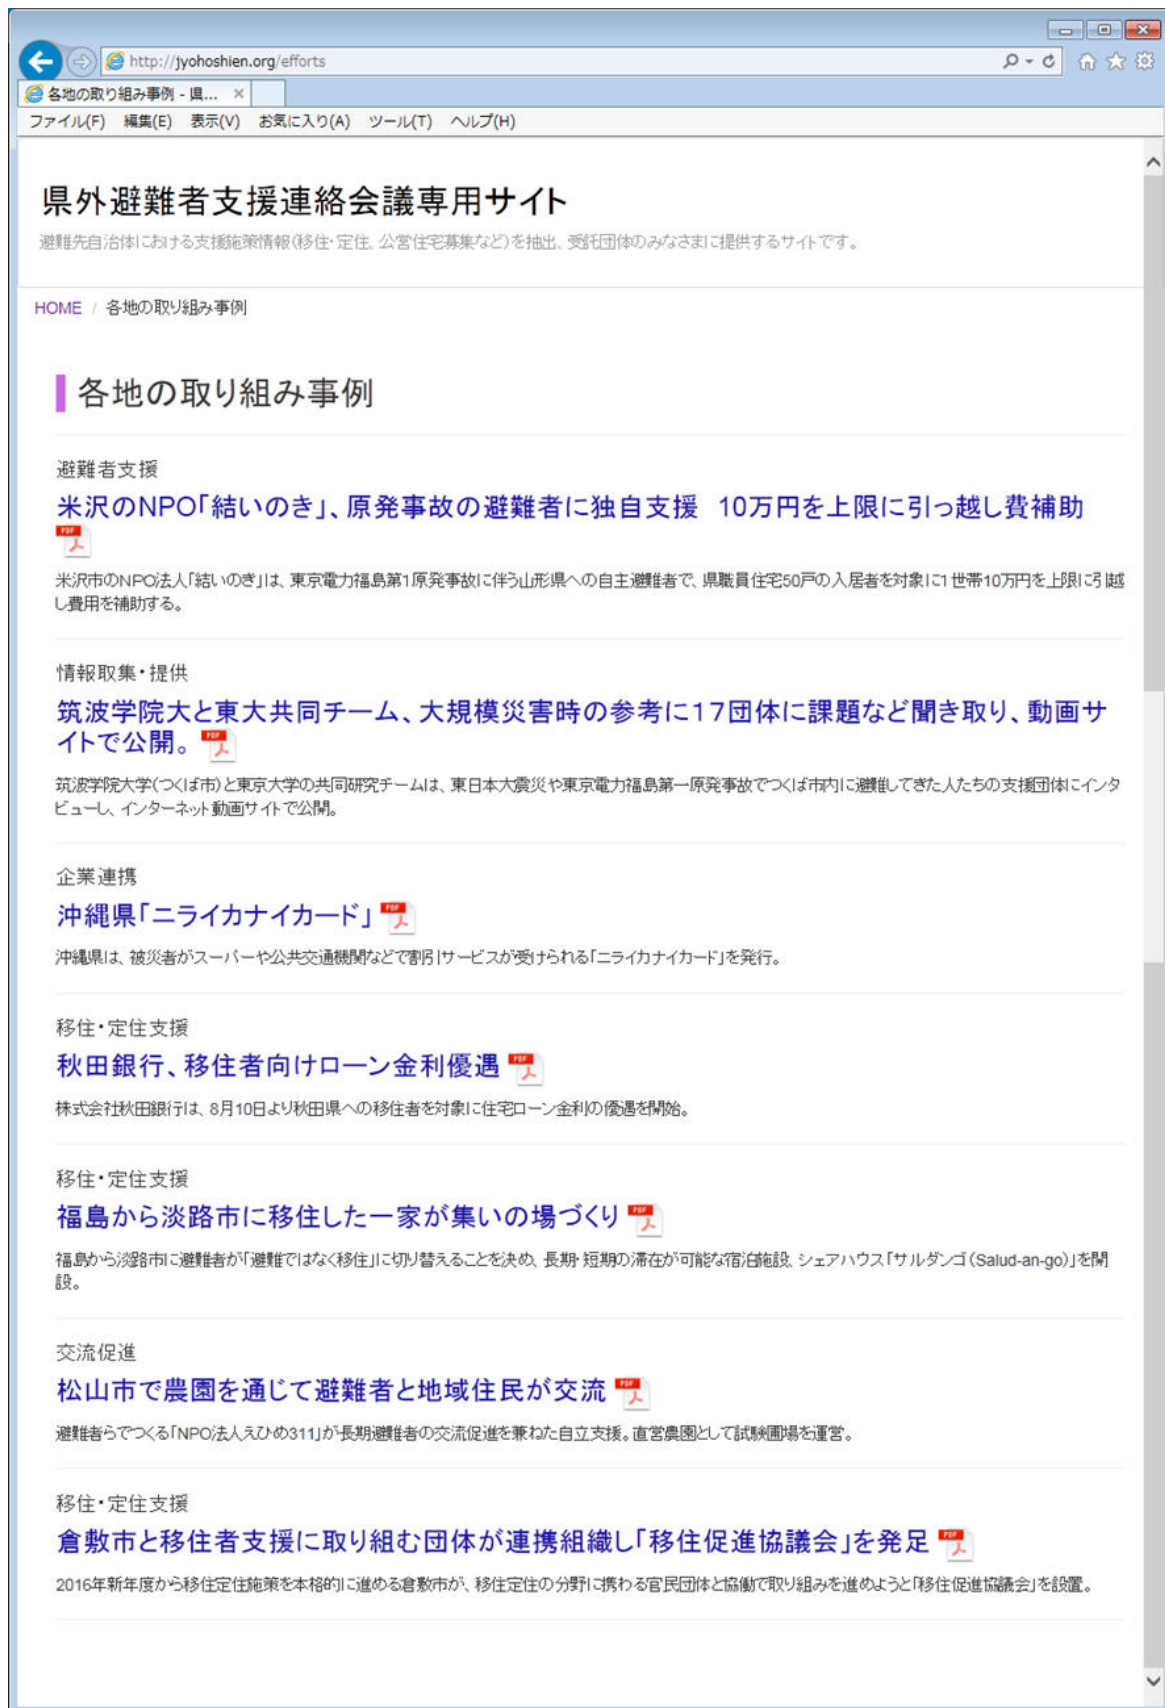 http://jyohoshien.org/efforts
各地の取り組み事例 - 県...
ファイル(F) 編集(E) 表示(V) お気に入り(A) ツール(T) ヘルプ(H)
県外避難者支援連絡会議専用サイト
避難先自治体における支援施策情報(移住・定住、公営住宅募集など)を抽出、受託団体のみなさまに提供するサイトです。
HOME / 各地の取り組み事例
各地の取り組み事例
避難者支援
米沢のNPO「結いのき」、原発事故の避難者に独自支援 10万円を上限に引っ越し費補助
PDF
米沢市のNPO法人「結いのき」は、東京電力福島第1原発事故に伴う山形県への自主避難者で、県職員住宅50戸の入居者を対象に1世帯10万円を上限に引越
し費用を補助する。
情報取集・提供
筑波学院大と東大共同チーム、大規模災害時の参考に17団体に課題など聞き取り、動画サ
イトで公開。 PDF
筑波学院大学(つくば市)と東京大学の共同研究チームは、東日本大震災や東京電力福島第一原発事故でつくば市内に避難してきた人たちの支援団体にインタ
ビューし、インターネット動画サイトで公開。
企業連携
沖縄県「ニライカナイカード」 PDF
沖縄県は、被災者がスーパーや公共交通機関などで割引サービスが受けられる「ニライカナイカード」を発行。
移住・定住支援
秋田銀行、移住者向けローン金利優遇 PDF
株式会社秋田銀行は、8月10日より秋田県への移住者を対象に住宅ローン金利の優遇を開始。
移住・定住支援
福島から淡路市に移住した一家が集いの場づくり PDF
福島から淡路市に避難者が「避難ではなく移住」に切り替えることを決め、長期・短期の滞在が可能な宿泊施設、シェアハウス「サルダンゴ(Salud-an-go)」を開
設。
交流促進
松山市で農園を通じて避難者と地域住民が交流 PDF
避難者らでつくる「NPO法人えひめ311」が長期避難者の交流促進を兼ねた自立支援。直営農園として試験圃場を運営。
移住・定住支援
倉敷市と移住者支援に取り組む団体が連携組織し「移住促進協議会」を発足 PDF
2016年新年度から移住定住施策を本格的に進める倉敷市が、移住定住の分野に携わる官民団体と協働で取り組みを進めようと「移住促進協議会」を設置。